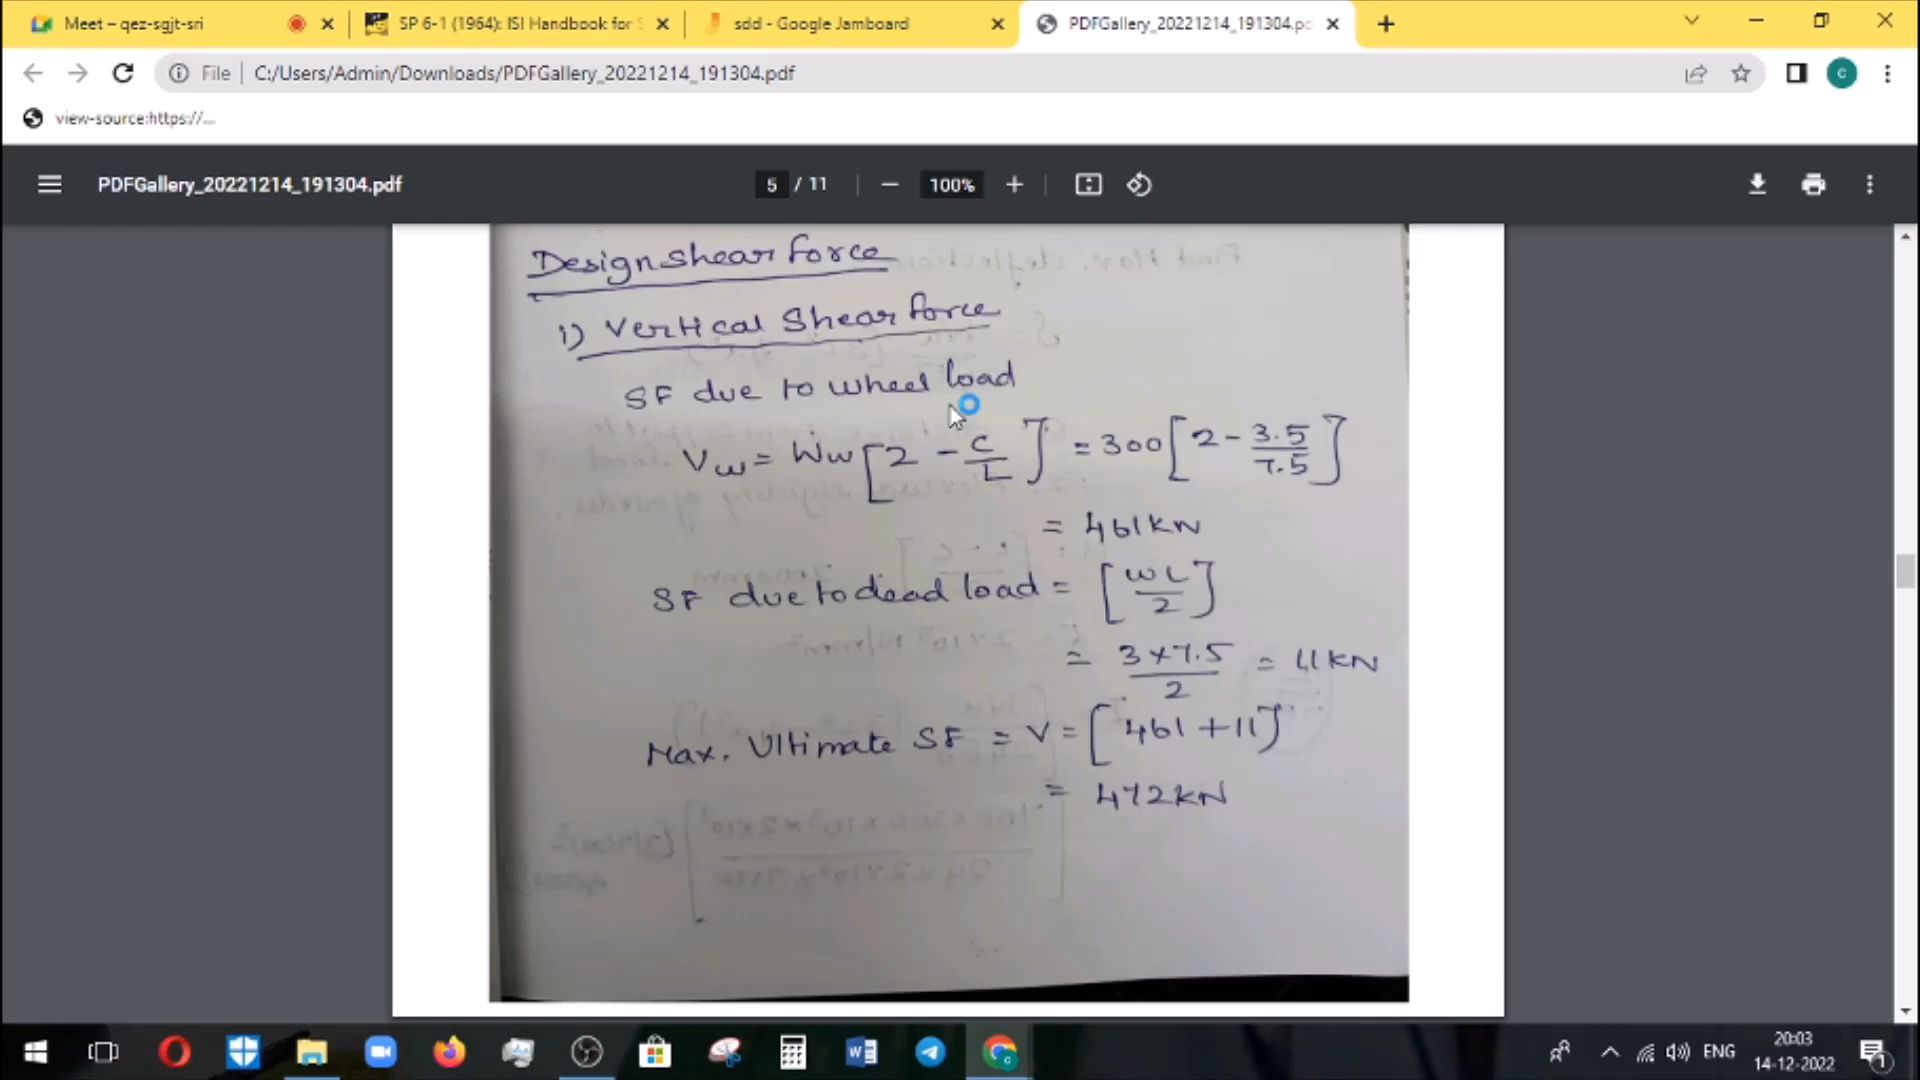 Meet – qez-sgjt-sri
SP 6-1 (1964): ISI Handbook for S
sdd - Google Jamboard
PDFGallery_20221214_191304.pd
File
C:/Users/Admin/Downloads/PDFGallery_20221214_191304.pdf
C
view-source:https://...
PDFGallery_20221214_191304.pdf
5 / 11
100%
Design shear force
1) Vertical Shear force
SF due to wheel load
Vw = Ww [2 - C/L] = 300 [2 - 3.5/7.5]
= 461 KN
SF due to dead load = [WL/2]
= 3×7.5/2 = 11 KN
Max. Ultimate SF = V = [461 + 11]
= 472 KN
ENG
20:03
14-12-2022
1